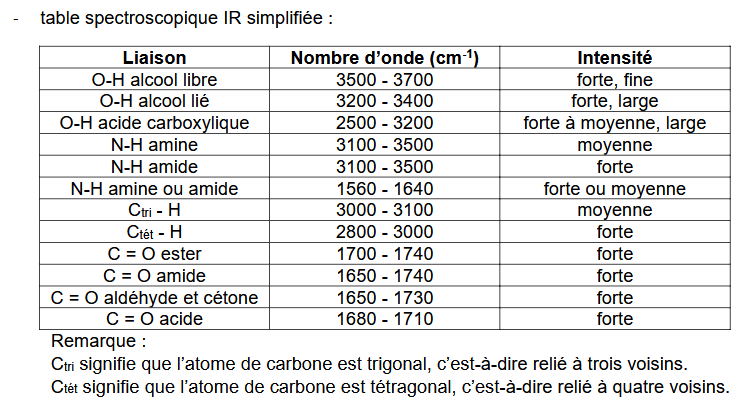 - table spectroscopique IR simplifiée :
Liaison Nombre d'onde (cm-1) Intensité
O-H alcool libre 3500 - 3700 forte, fine
O-H alcool lié 3200 - 3400 forte, large
O-H acide carboxylique 2500 - 3200 forte à moyenne, large
N-H amine 3100 - 3500 moyenne
N-H amide 3100 - 3500 forte
N-H amine ou amide 1560 - 1640 forte ou moyenne
Ctri - H 3000 - 3100 moyenne
Ctét - H 2800 - 3000 forte
C = O ester 1700 - 1740 forte
C = O amide 1650 - 1740 forte
C = O aldéhyde et cétone 1650 - 1730 forte
C = O acide 1680 - 1710 forte
Remarque :
Ctri signifie que l'atome de carbone est trigonal, c'est-à-dire relié à trois voisins.
Ctét signifie que l'atome de carbone est tétragonal, c'est-à-dire relié à quatre voisins.